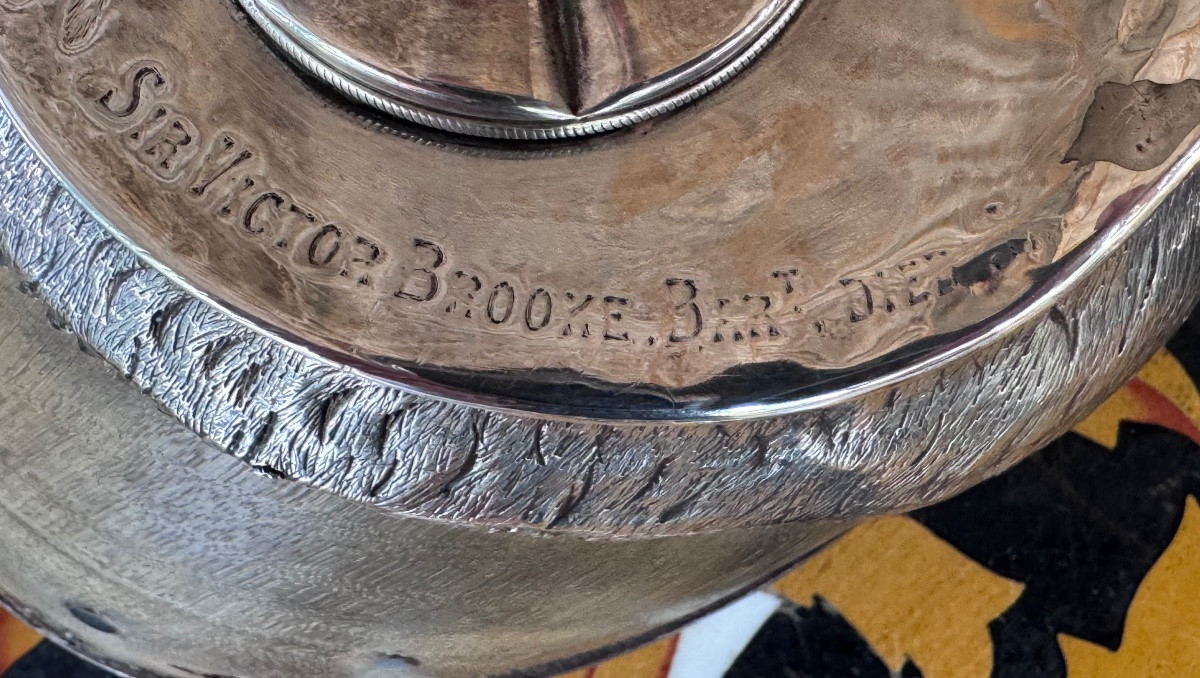 SIR VICTOR BROOKE. BART. DIED